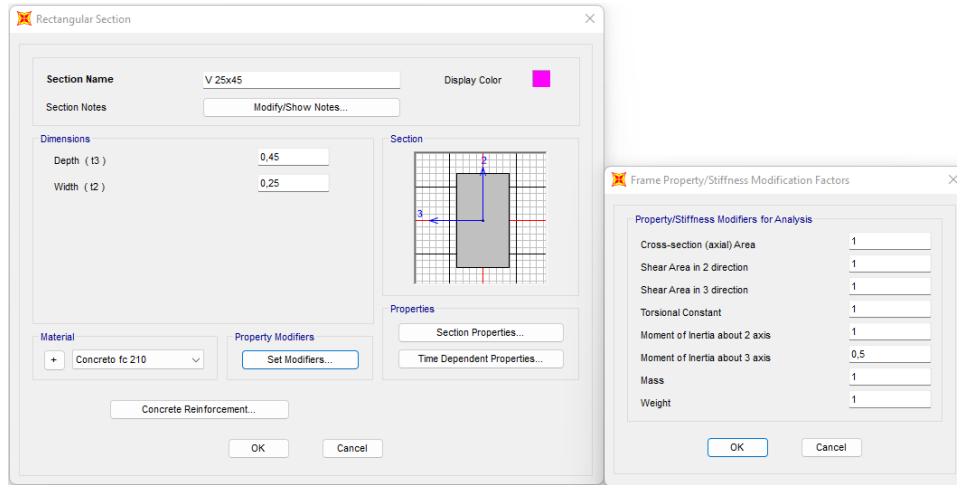 Rectangular Section
Section Name V 25x45 Display Color
Section Notes Modify/Show Notes...
Dimensions
Depth ( t3 ) 0,45
Width ( t2 ) 0,25
Section
2
3
Properties
Section Properties...
Time Dependent Properties...
Material
+ Concreto fc 210
Property Modifiers
Set Modifiers...
Concrete Reinforcement...
OK Cancel
Frame Property/Stiffness Modification Factors
Property/Stiffness Modifiers for Analysis
Cross-section (axial) Area 1
Shear Area in 2 direction 1
Shear Area in 3 direction 1
Torsional Constant 1
Moment of Inertia about 2 axis 1
Moment of Inertia about 3 axis 0,5
Mass 1
Weight 1
OK Cancel